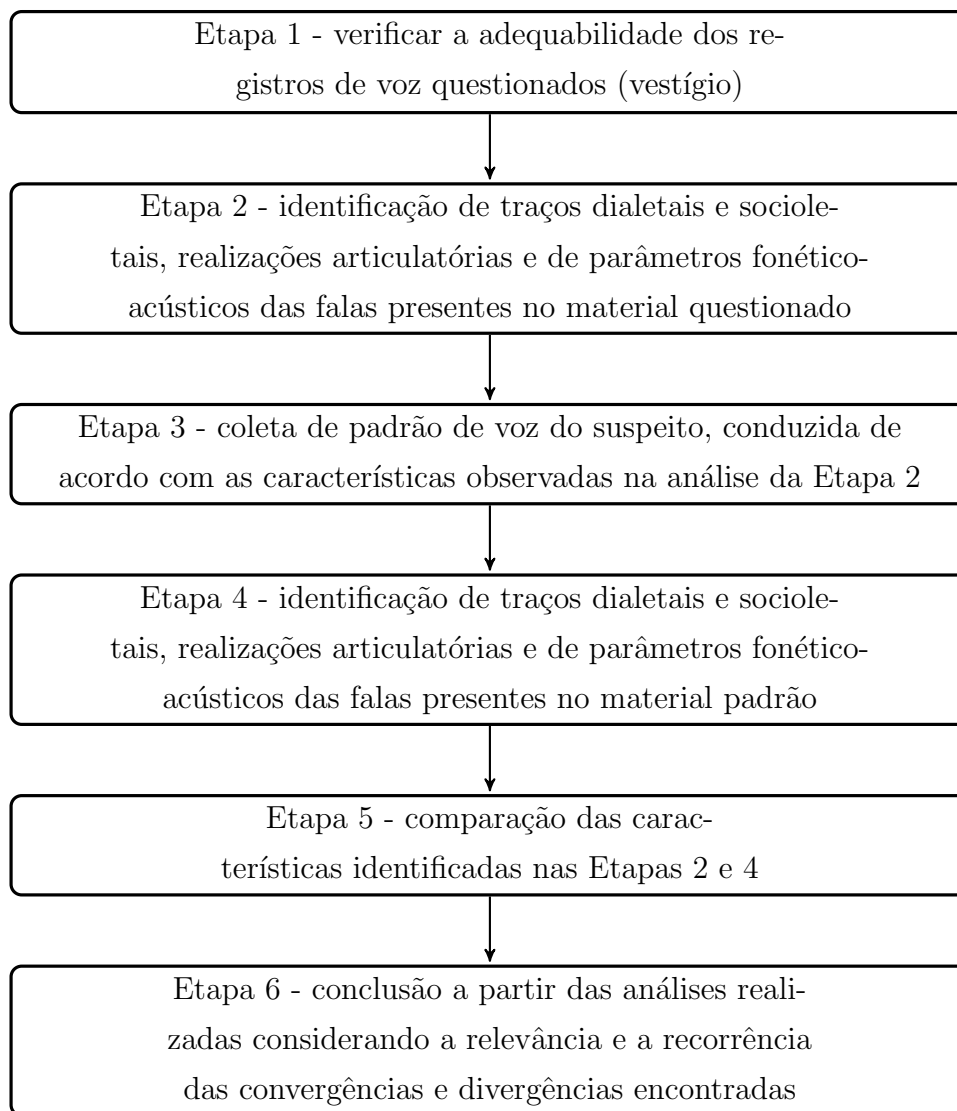 Etapa 1 - verificar a adequabilidade dos re-
gistros de voz questionados (vestígio)
Etapa 2 - identificação de traços dialetais e sociole-
tais, realizações articulatórias e de parâmetros fonético-
acústicos das falas presentes no material questionado
Etapa 3 - coleta de padrão de voz do suspeito, conduzida de
acordo com as característícas observadas na análise da Etapa 2
Etapa 4 - identificação de traços dialetais e sociole-
tais, realizações articulatórias e de parâmetros fonético-
acústicos das falas presentes no material padrão
Etapa 5 - comparação das carac-
terísticas identificadas nas Etapas 2 e 4
Etapa 6 - conclusão a partir das análises reali-
zadas considerando a relevância e a recorrência
das convergências e divergências encontradas